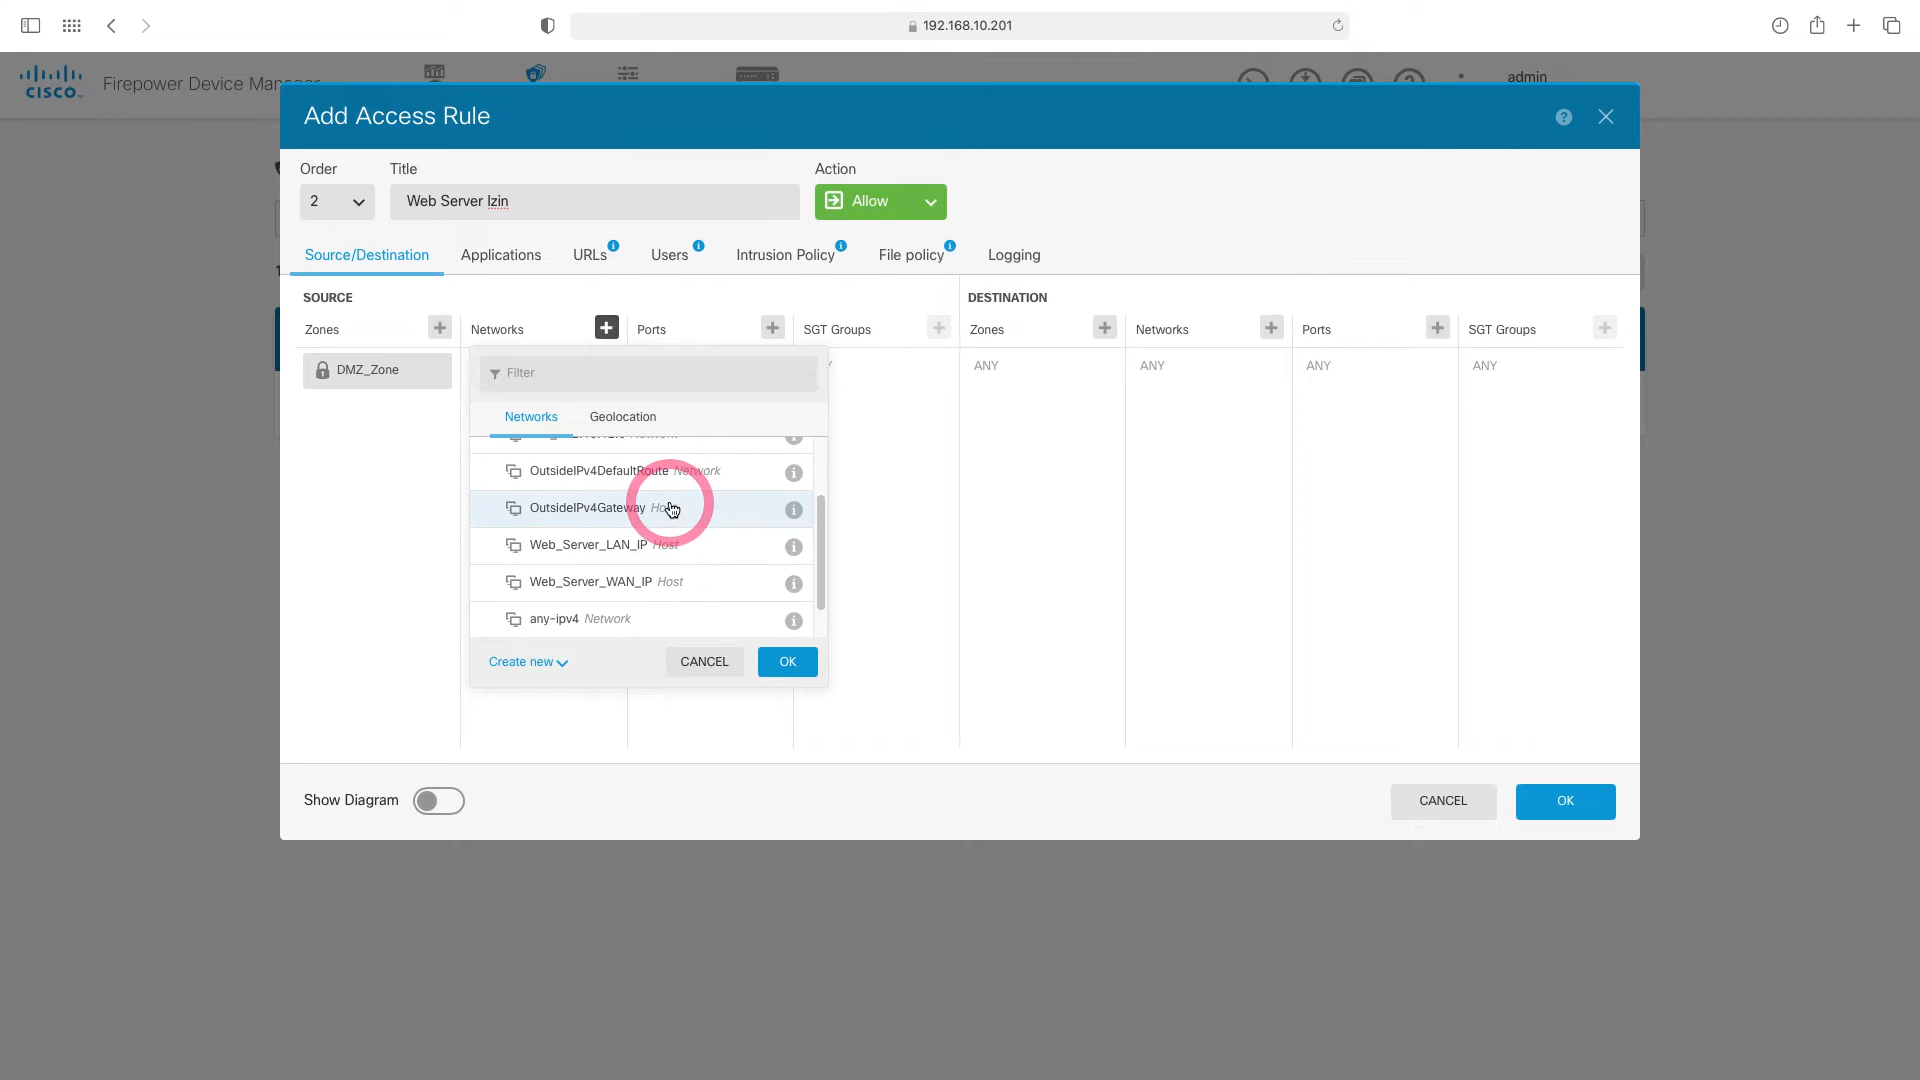 192.168.10.201
CISCO
Firepower Device Manager
admin
Add Access Rule
Order
Title
Action
2
Web Server Izin
Allow
Source/Destination
Applications
URLs
Users
Intrusion Policy
File policy
Logging
SOURCE
DESTINATION
Zones
Networks
Ports
SGT Groups
Zones
Networks
Ports
SGT Groups
DMZ_Zone
Filter
ANY
ANY
ANY
ANY
Networks
Geolocation
OutsideIPv4DefaultRoute Network
OutsideIPv4Gateway Host
Web_Server_LAN_IP Host
Web_Server_WAN_IP Host
any-ipv4 Network
Create new
CANCEL
OK
Show Diagram
CANCEL
OK